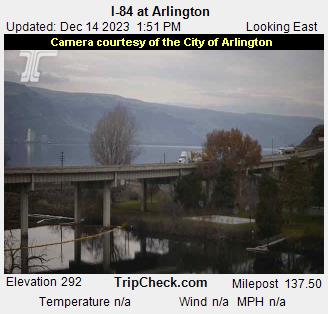 I-84 at Arlington
Updated: Dec 14 2023 1:51 PM Looking East
Camera courtesy of the City of Arlington
Elevation 292 TripCheck.com Milepost 137.50
Temperature n/a Wind n/a MPH n/a